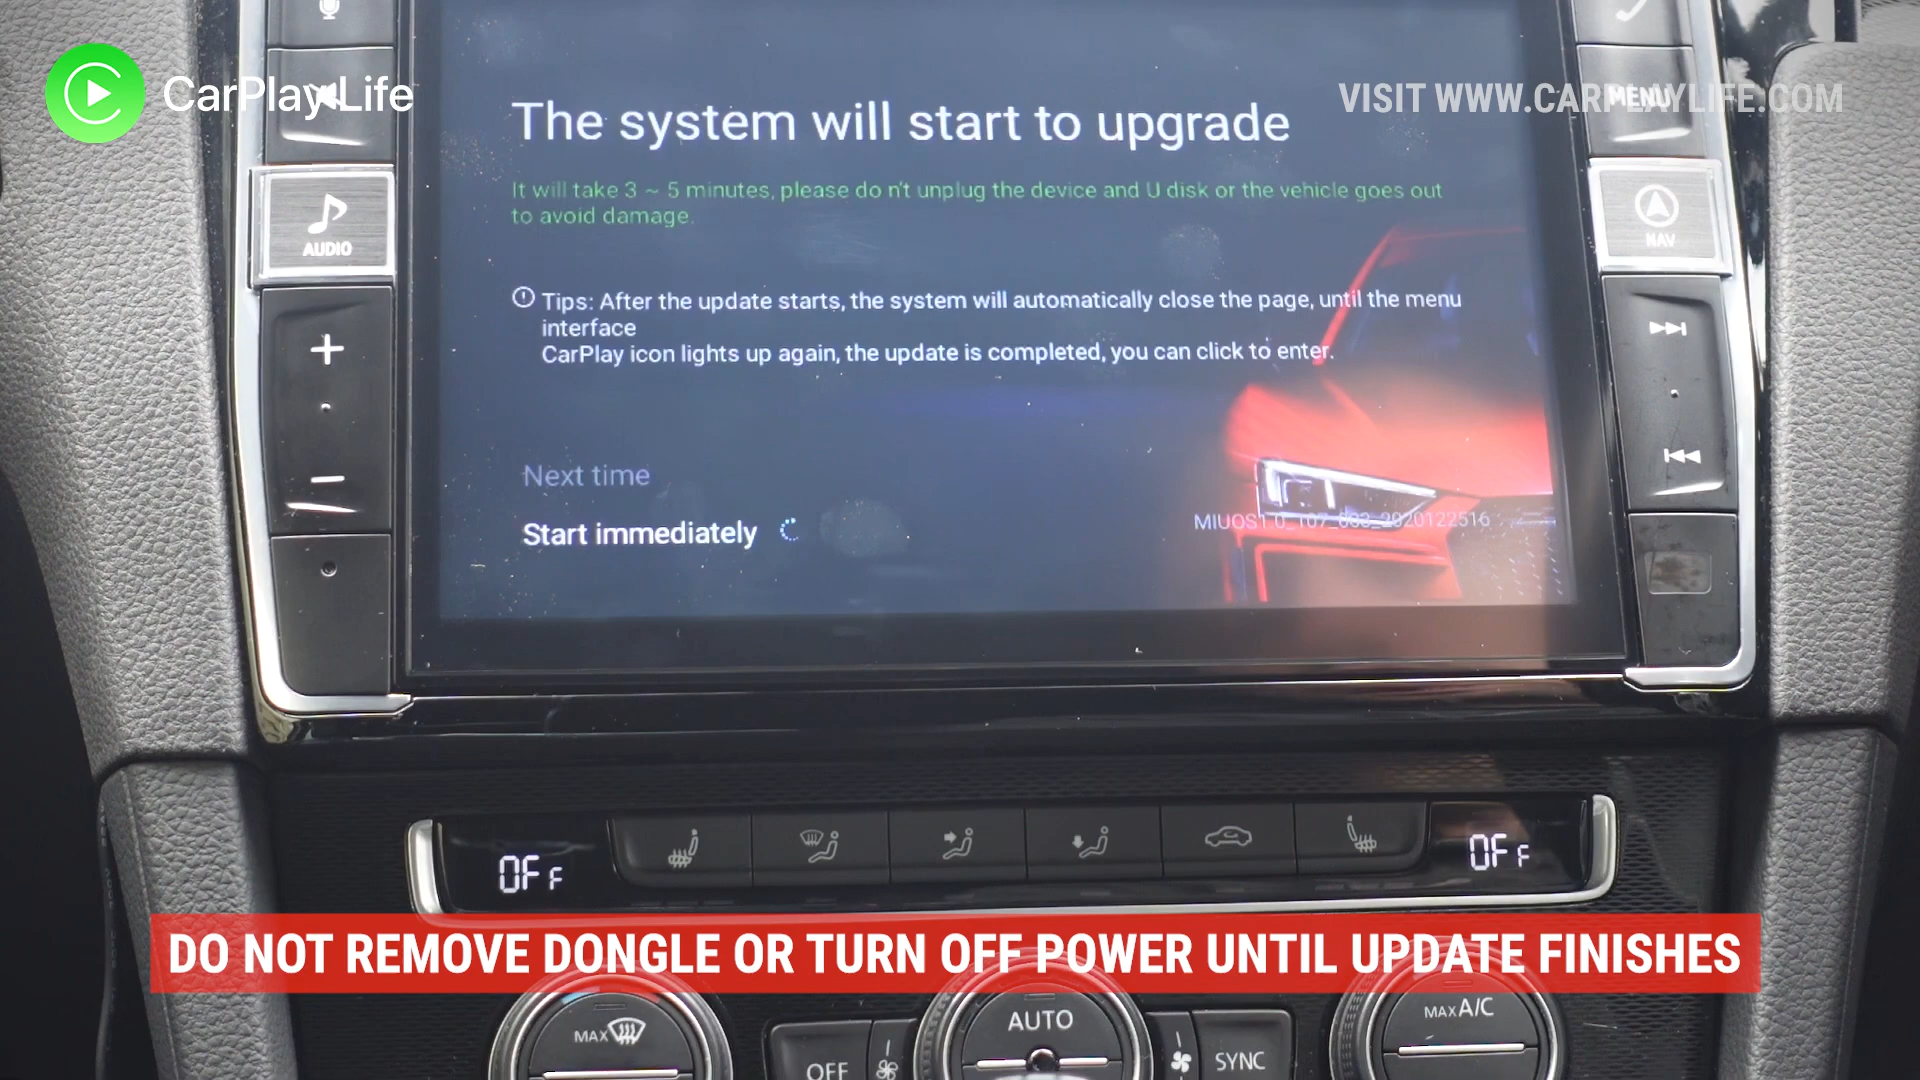 CarPlay Life
VISIT WWW.CARPLAYLIFE.COM
MENU
The system will start to upgrade
It will take 3 ~ 5 minutes, please do n't unplug the device and U disk or the vehicle goes out
to avoid damage.
AUDIO
NAV
Tips: After the update starts, the system will automatically close the page, until the menu
interface
CarPlay icon lights up again, the update is completed, you can click to enter.
Next time
Start immediately
OFF
OFF
DO NOT REMOVE DONGLE OR TURN OFF POWER UNTIL UPDATE FINISHES
MAX
AUTO
MAX A/C
OFF
SYNC